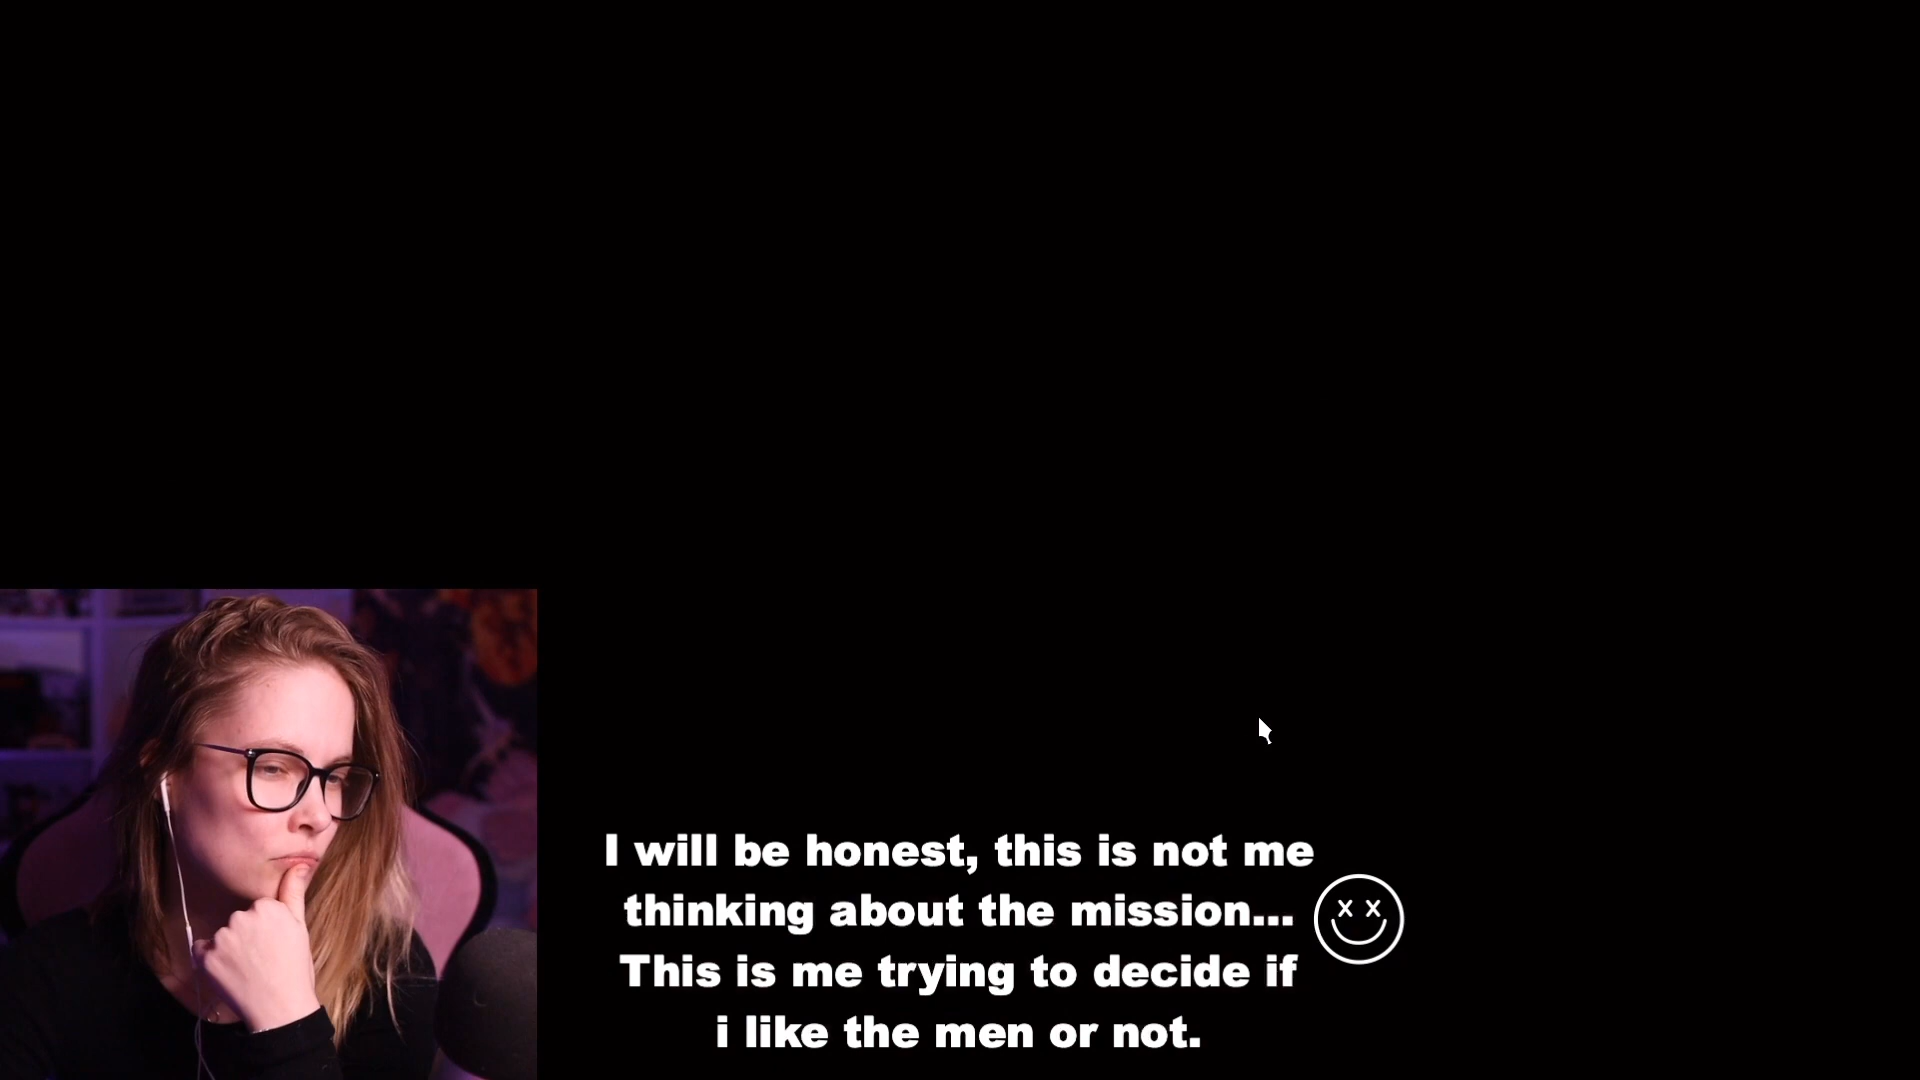 I will be honest, this is not me
thinking about the mission...
This is me trying to decide if
i like the men or not.